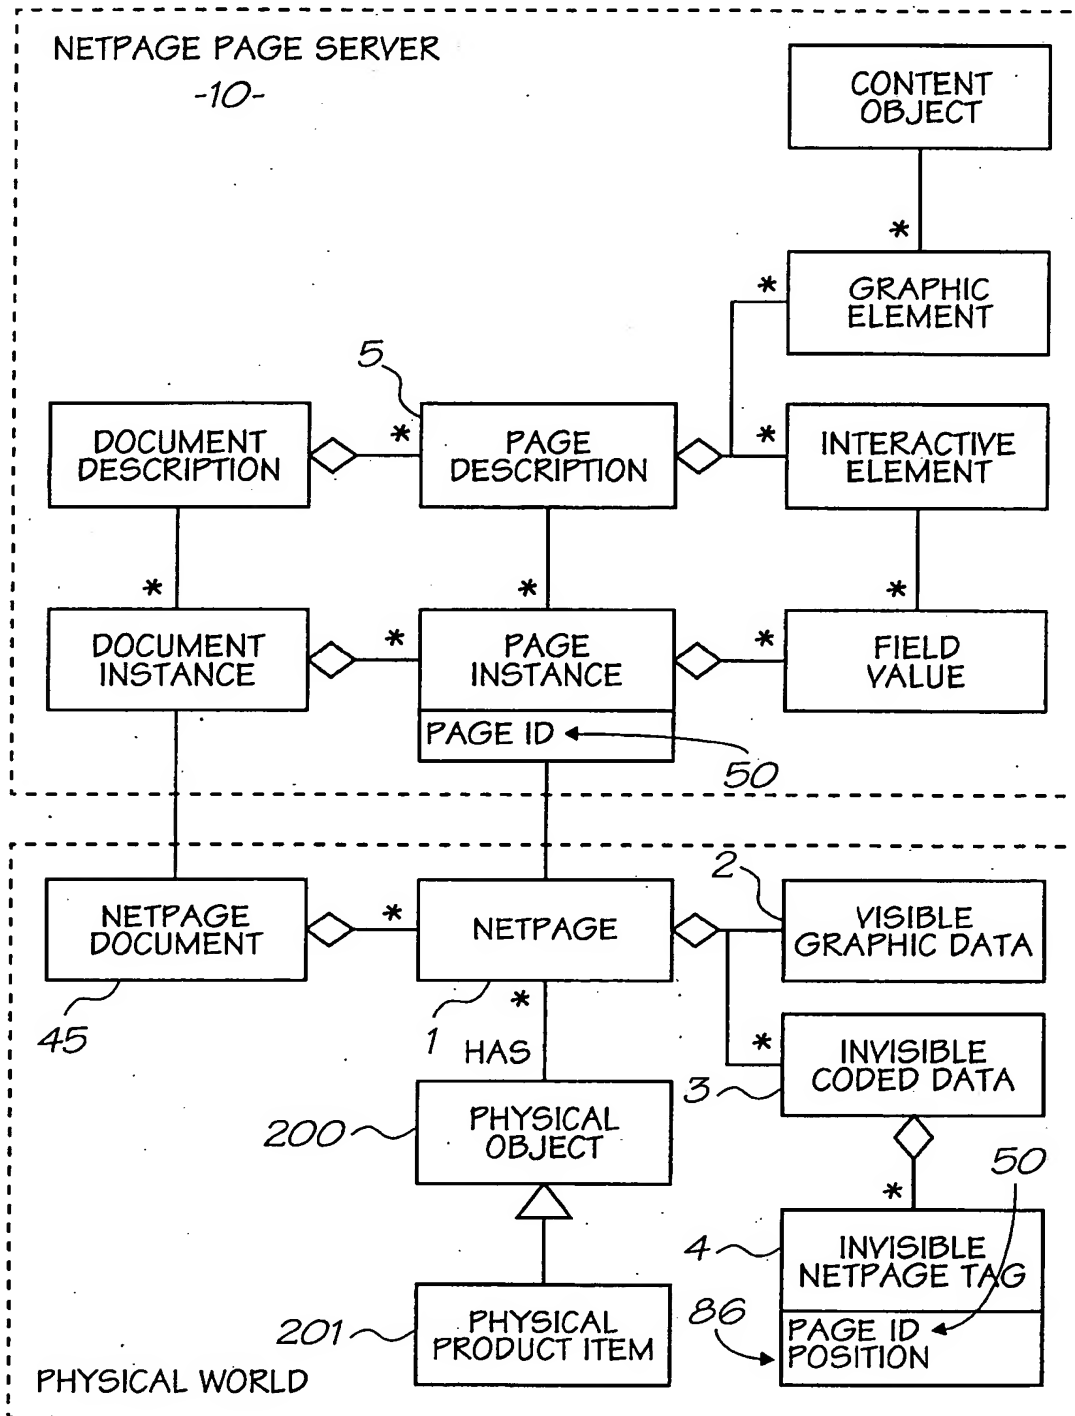 NETPAGE PAGE SERVER
-10-
CONTENT
OBJECT
*
*
GRAPHIC
ELEMENT
5
DOCUMENT
DESCRIPTION
*
PAGE
DESCRIPTION
*
INTERACTIVE
ELEMENT
*
*
*
DOCUMENT
INSTANCE
*
PAGE
INSTANCE
*
FIELD
VALUE
PAGE ID
50
2
NETPAGE
DOCUMENT
*
NETPAGE
VISIBLE
GRAPHIC DATA
45
1
*
HAS
*
INVISIBLE
CODED DATA
3
200
PHYSICAL
OBJECT
50
*
4
INVISIBLE
NETPAGE TAG
201
PHYSICAL
PRODUCT ITEM
86
PAGE ID
POSITION
PHYSICAL WORLD